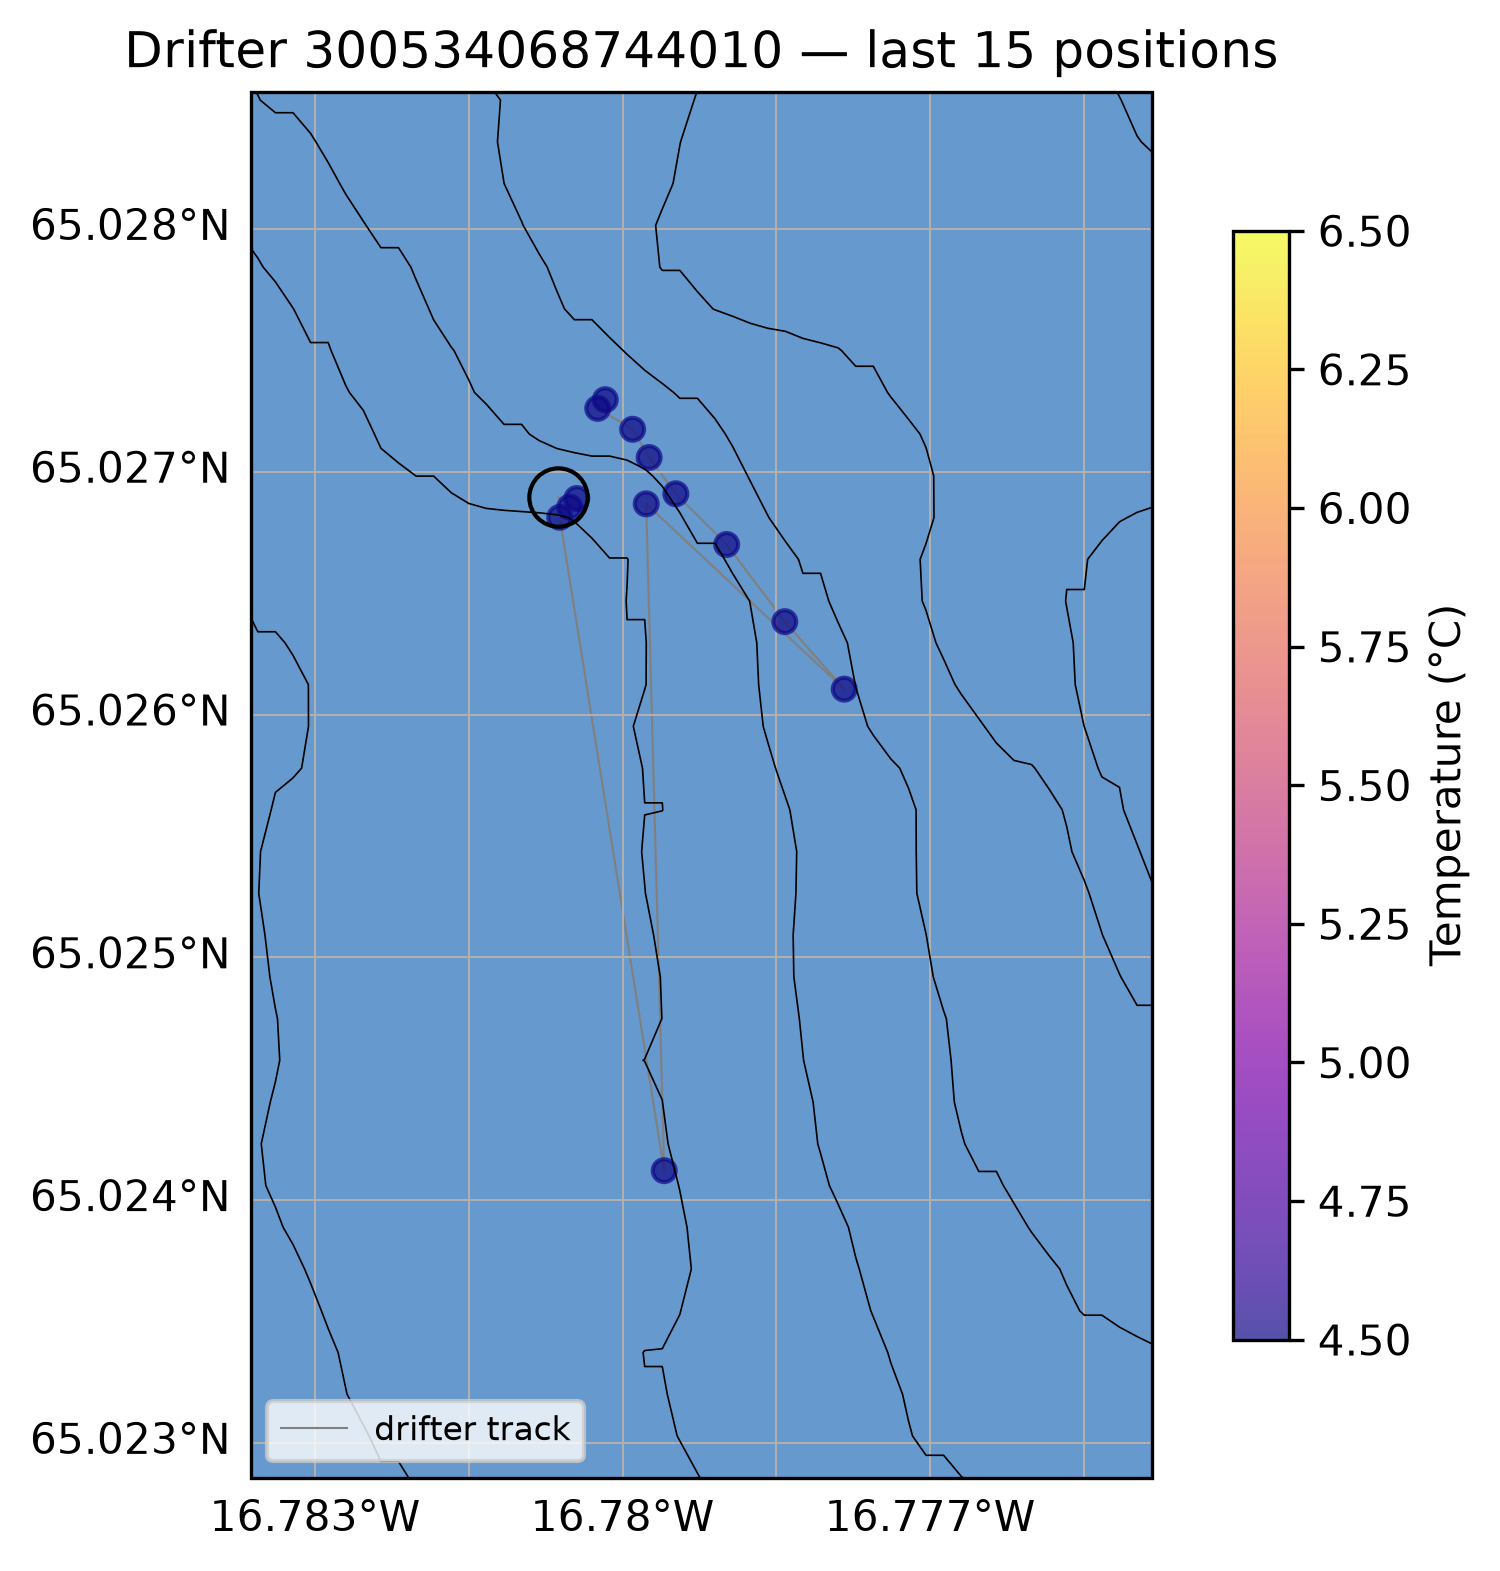 Drifter 300534068744010 — last 15 positions
65.028°N
65.027°N
65.026°N
65.025°N
65.024°N
65.023°N
16.783°W
16.78°W
16.777°W
drifter track
6.50
6.25
6.00
5.75
5.50
5.25
5.00
4.75
4.50
Temperature (°C)